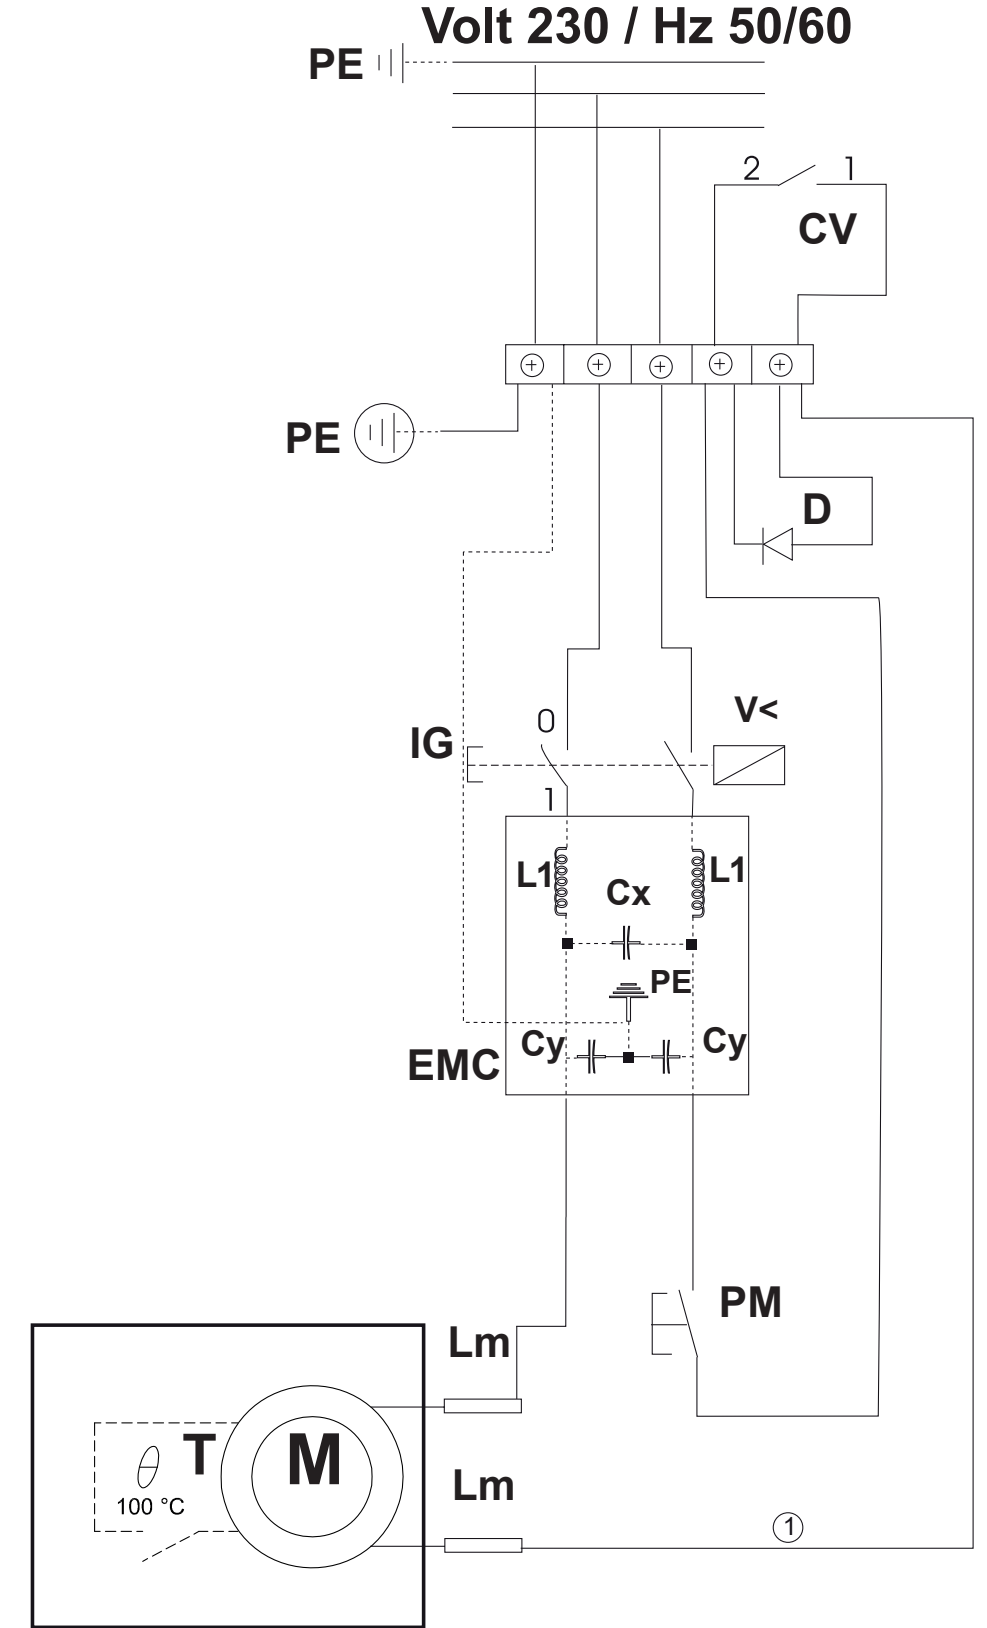 Volt 230 / Hz 50/60
PE
2 1
CV
PE
D
V<
IG
0
1
L1 L1
Cx
PE
Cy Cy
EMC
PM
Lm
T M
100 °C
Lm
1